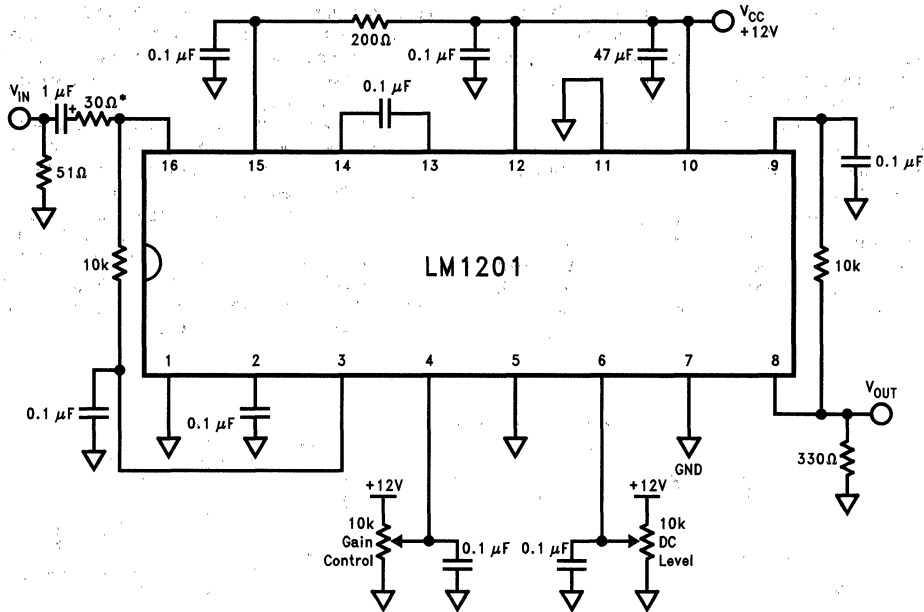 V_CC
+12V
0.1 μF
200Ω
0.1 μF
47 μF
V_IN
1 μF
+
30Ω*
0.1 μF
51Ω
0.1 μF
16
15
14
13
12
11
10
9
10k
LM1201
10k
1
2
3
4
5
6
7
8
0.1 μF
0.1 μF
V_OUT
330Ω
GND
+12V
+12V
10k
Gain
Control
0.1 μF
0.1 μF
10k
DC
Level